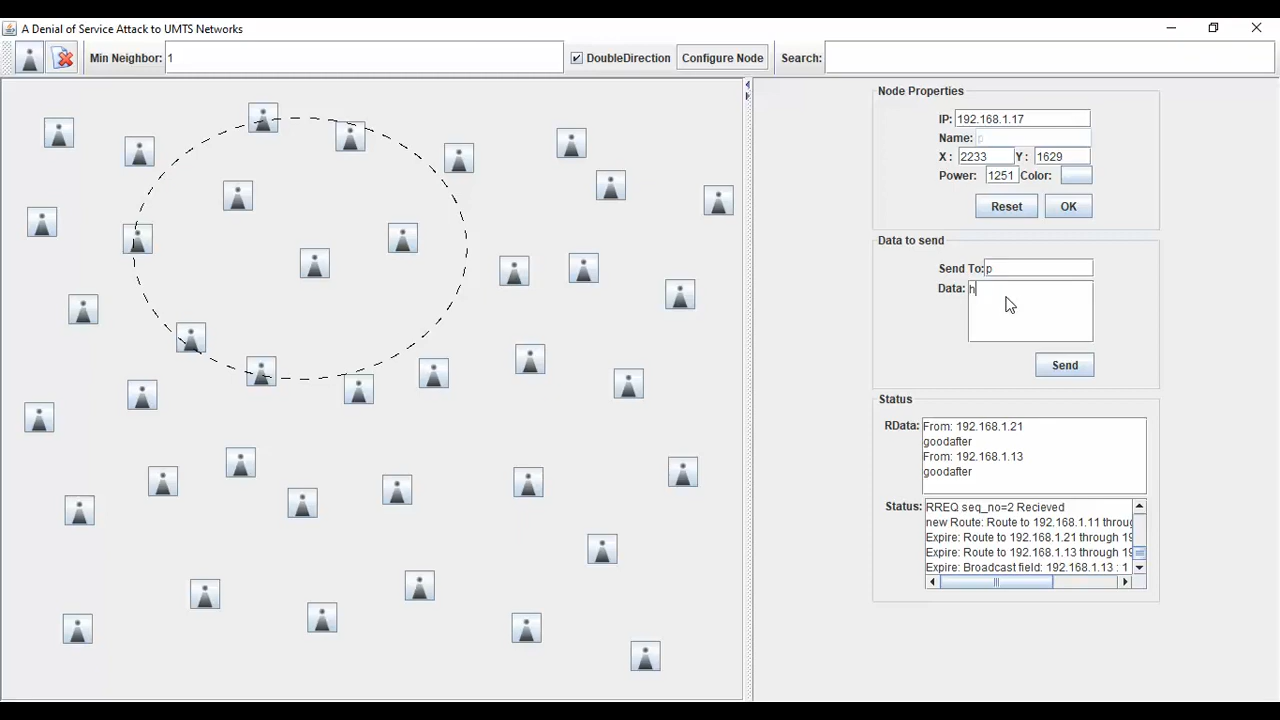 A Denial of Service Attack to UMTS Networks
Min Neighbor: 1 DoubleDirection Configure Node Search:
Node Properties
IP: 192.168.1.17
Name: p
X : 2233 Y : 1629
Power: 1251 Color:
Reset OK
Data to send
Send To: p
Data: h
Send
Status
RData: From: 192.168.1.21
goodafter
From: 192.168.1.13
goodafter
Status: RREQ seq_no=2 Recieved
new Route: Route to 192.168.1.11 throug
Expire: Route to 192.168.1.21 through 19
Expire: Route to 192.168.1.13 through 19
Expire: Broadcast field: 192.168.1.13 : 1